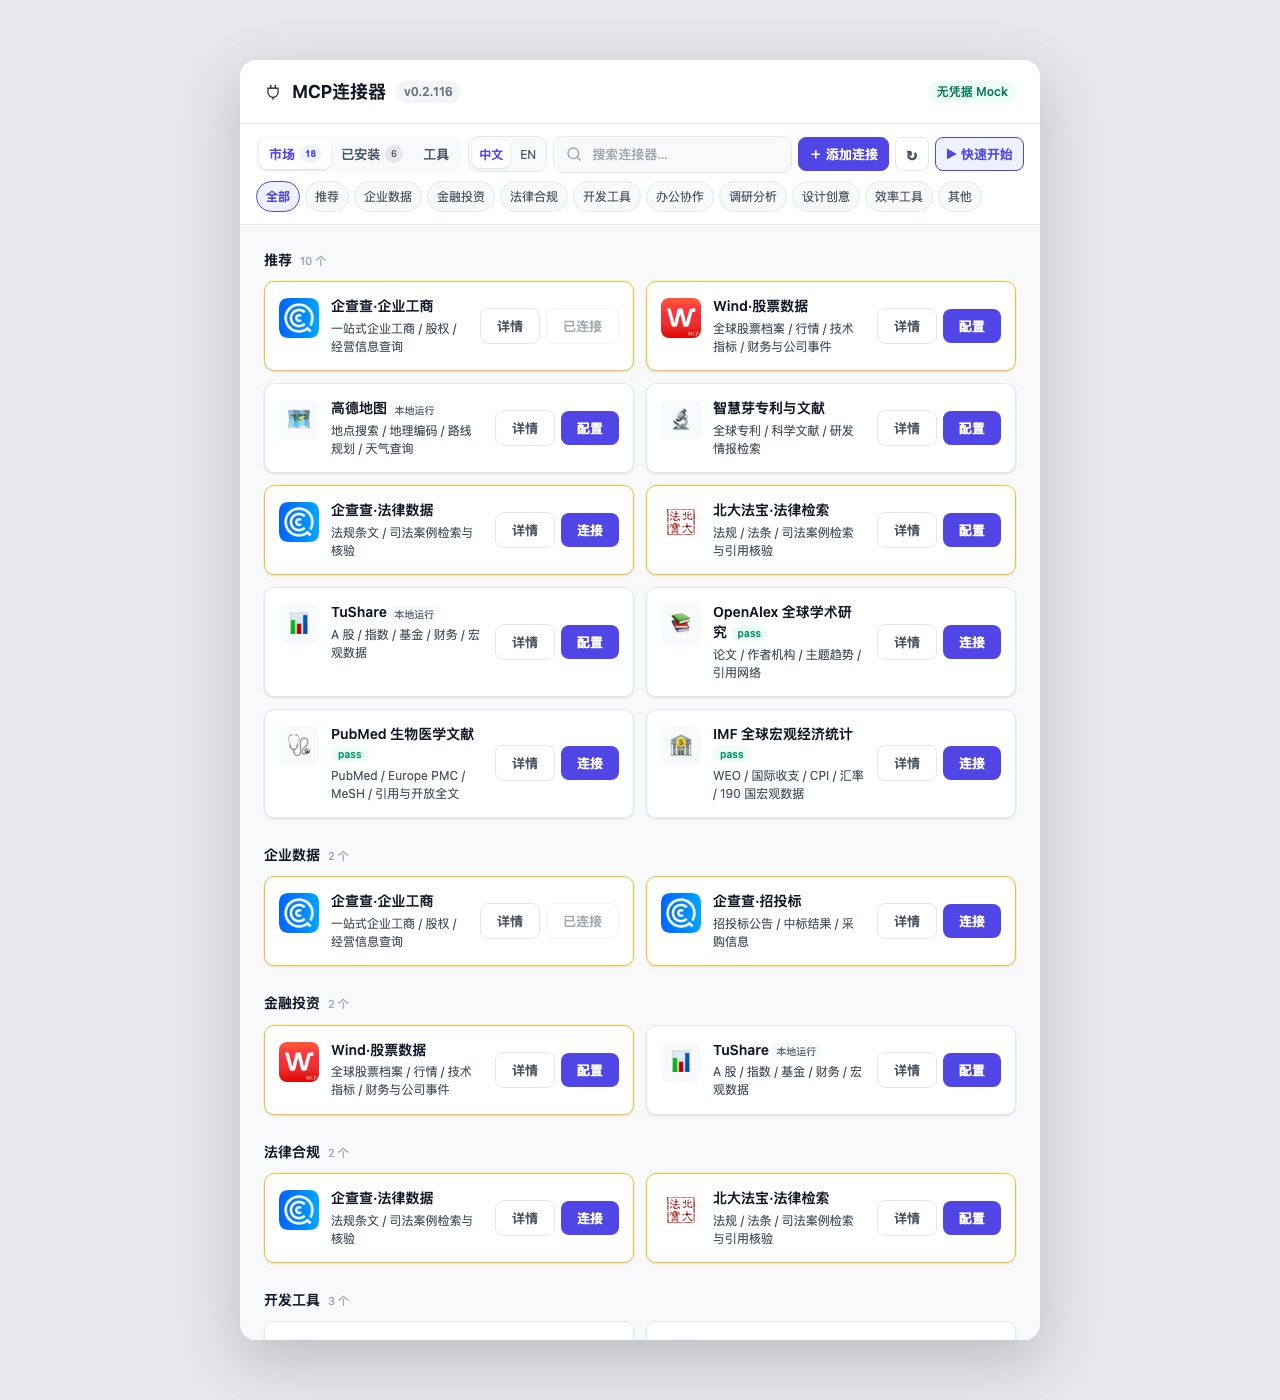 MCP连接器 v0.2.116 无凭据 Mock
市场 18 已安装 6 工具 中文 EN 搜索连接器... + 添加连接 ↻ ▶ 快速开始
全部 推荐 企业数据 金融投资 法律合规 开发工具 办公协作 调研分析 设计创意 效率工具 其他
推荐 10 个
企查查·企业工商
一站式企业工商 / 股权 /
经营信息查询
详情 已连接
Wind·股票数据
全球股票档案 / 行情 / 技术
指标 / 财务与公司事件
详情 配置
高德地图 本地运行
地点搜索 / 地理编码 / 路线
规划 / 天气查询
详情 配置
智慧芽专利与文献
全球专利 / 科学文献 / 研发
情报检索
详情 配置
企查查·法律数据
法规条文 / 司法案例检索与
核验
详情 连接
北大法宝·法律检索
法规 / 法条 / 司法案例检索
与引用核验
详情 配置
TuShare 本地运行
A 股 / 指数 / 基金 / 财务 / 宏
观数据
详情 配置
OpenAlex 全球学术研
究 pass
论文 / 作者机构 / 主题趋势 /
引用网络
详情 连接
PubMed 生物医学文献
pass
PubMed / Europe PMC /
MeSH / 引用与开放全文
详情 连接
IMF 全球宏观经济统计
pass
WEO / 国际收支 / CPI / 汇率
/ 190 国宏观数据
详情 连接
企业数据 2 个
企查查·企业工商
一站式企业工商 / 股权 /
经营信息查询
详情 已连接
企查查·招投标
招投标公告 / 中标结果 / 采
购信息
详情 连接
金融投资 2 个
Wind·股票数据
全球股票档案 / 行情 / 技术
指标 / 财务与公司事件
详情 配置
TuShare 本地运行
A 股 / 指数 / 基金 / 财务 / 宏
观数据
详情 配置
法律合规 2 个
企查查·法律数据
法规条文 / 司法案例检索与
核验
详情 连接
北大法宝·法律检索
法规 / 法条 / 司法案例检索
与引用核验
详情 配置
开发工具 3 个